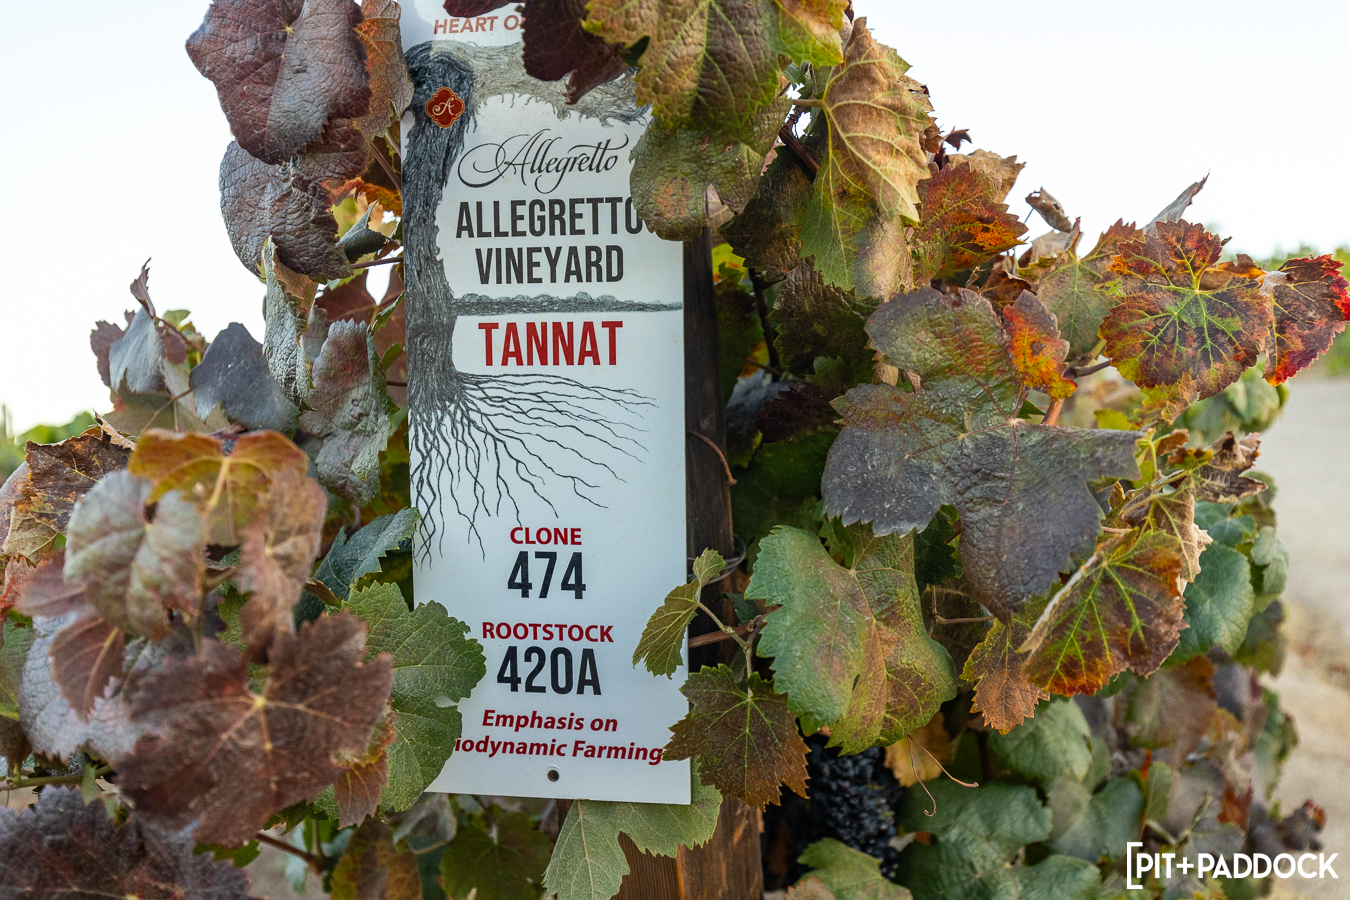 HEART O
Allegretto
ALLEGRETTO
VINEYARD
TANNAT
CLONE
474
ROOTSTOCK
420A
Emphasis on
iodynamic Farming
[PIT+PADDOCK